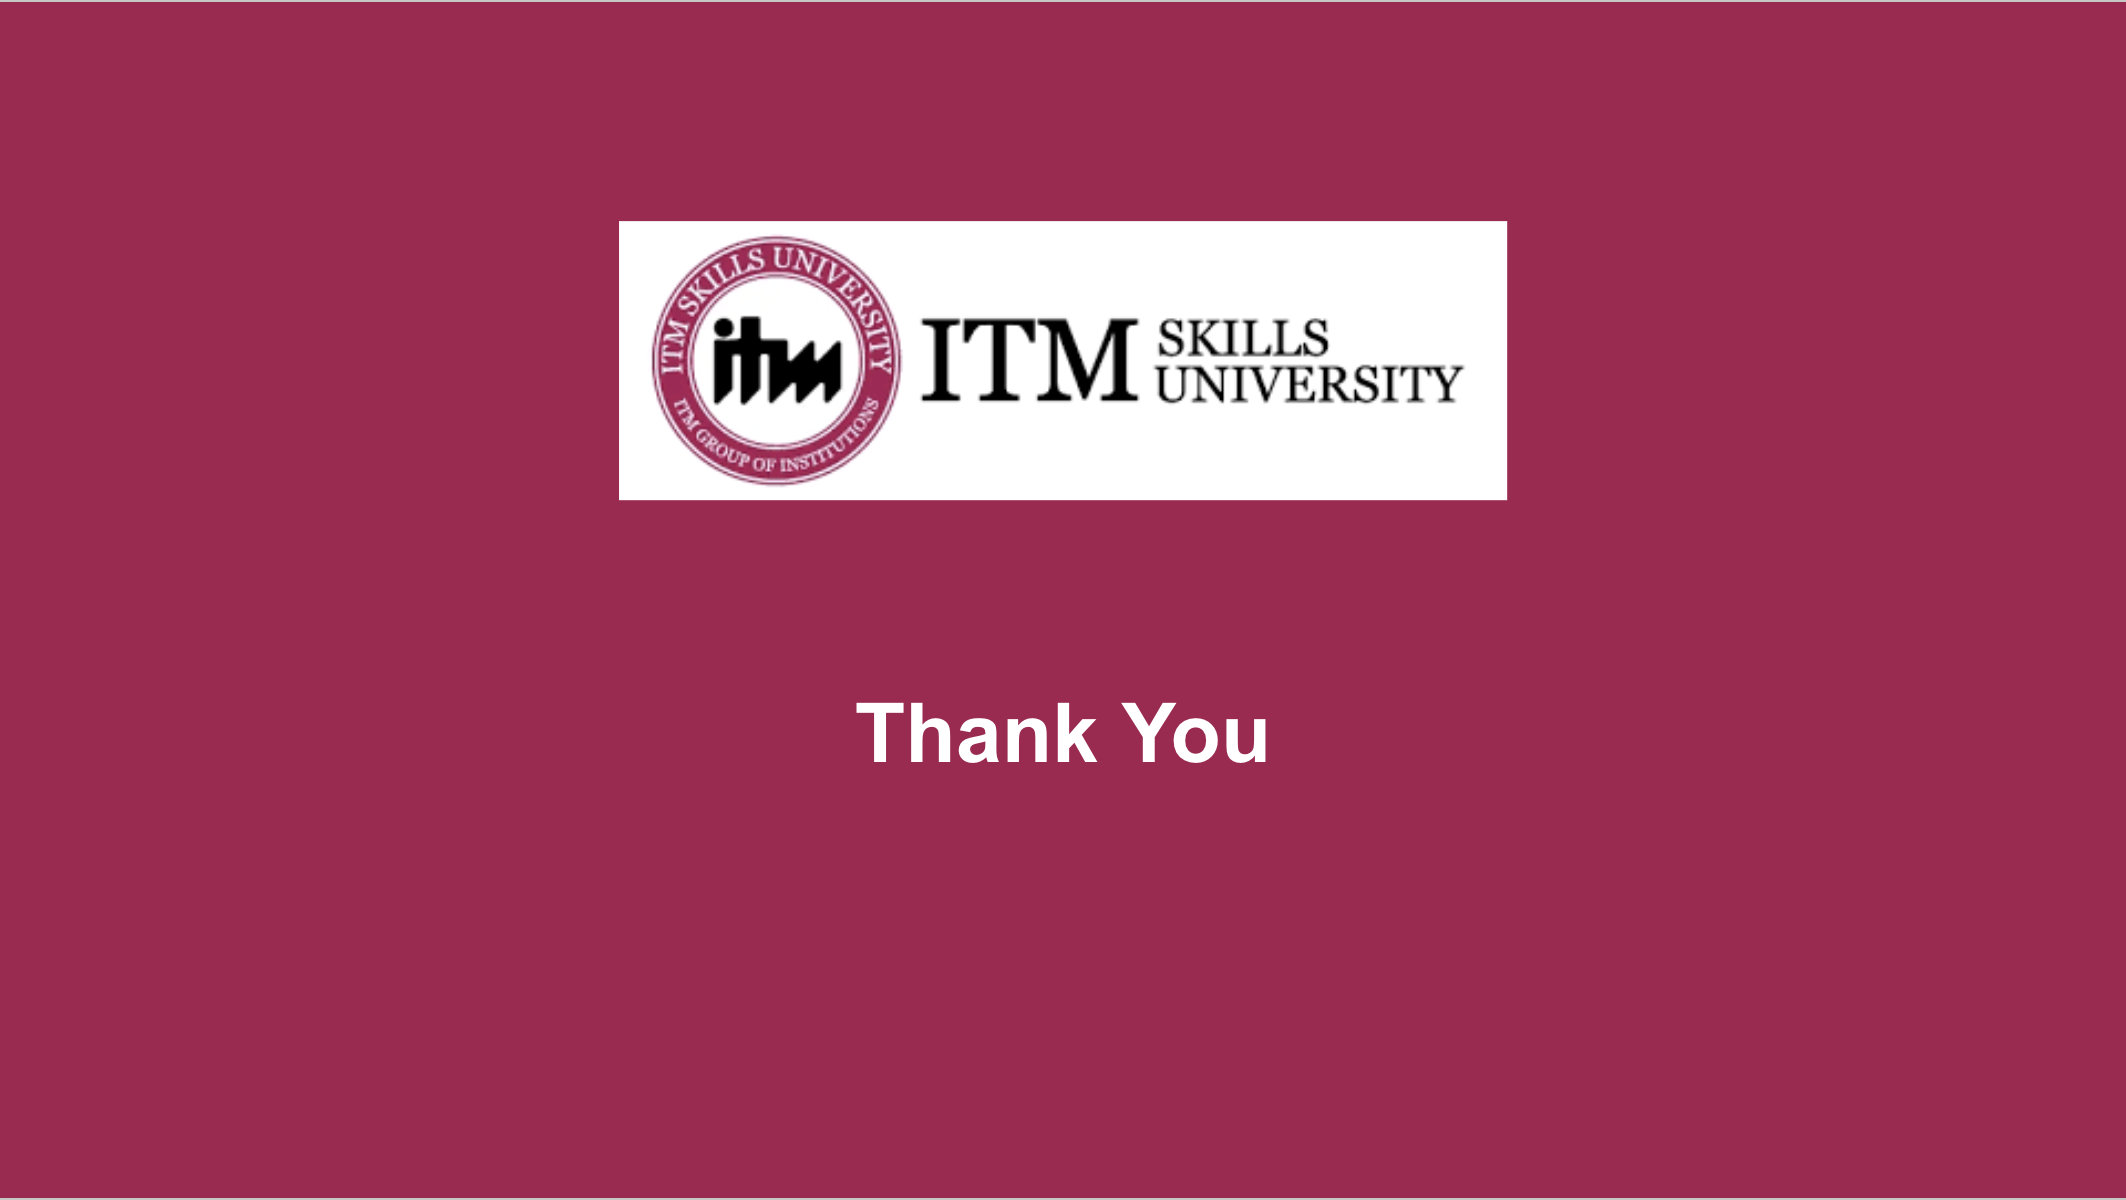 ITM SKILLS UNIVERSITY
itm
ITM GROUP OF INSTITUTIONS
ITM SKILLS
UNIVERSITY
Thank You